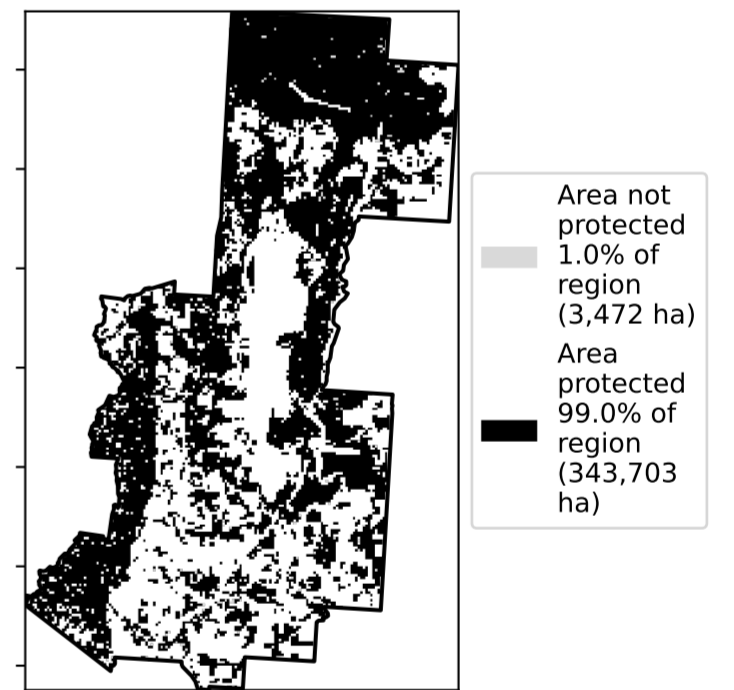 Area not
protected
1.0% of
region
(3,472 ha)
Area
protected
99.0% of
region
(343,703
ha)